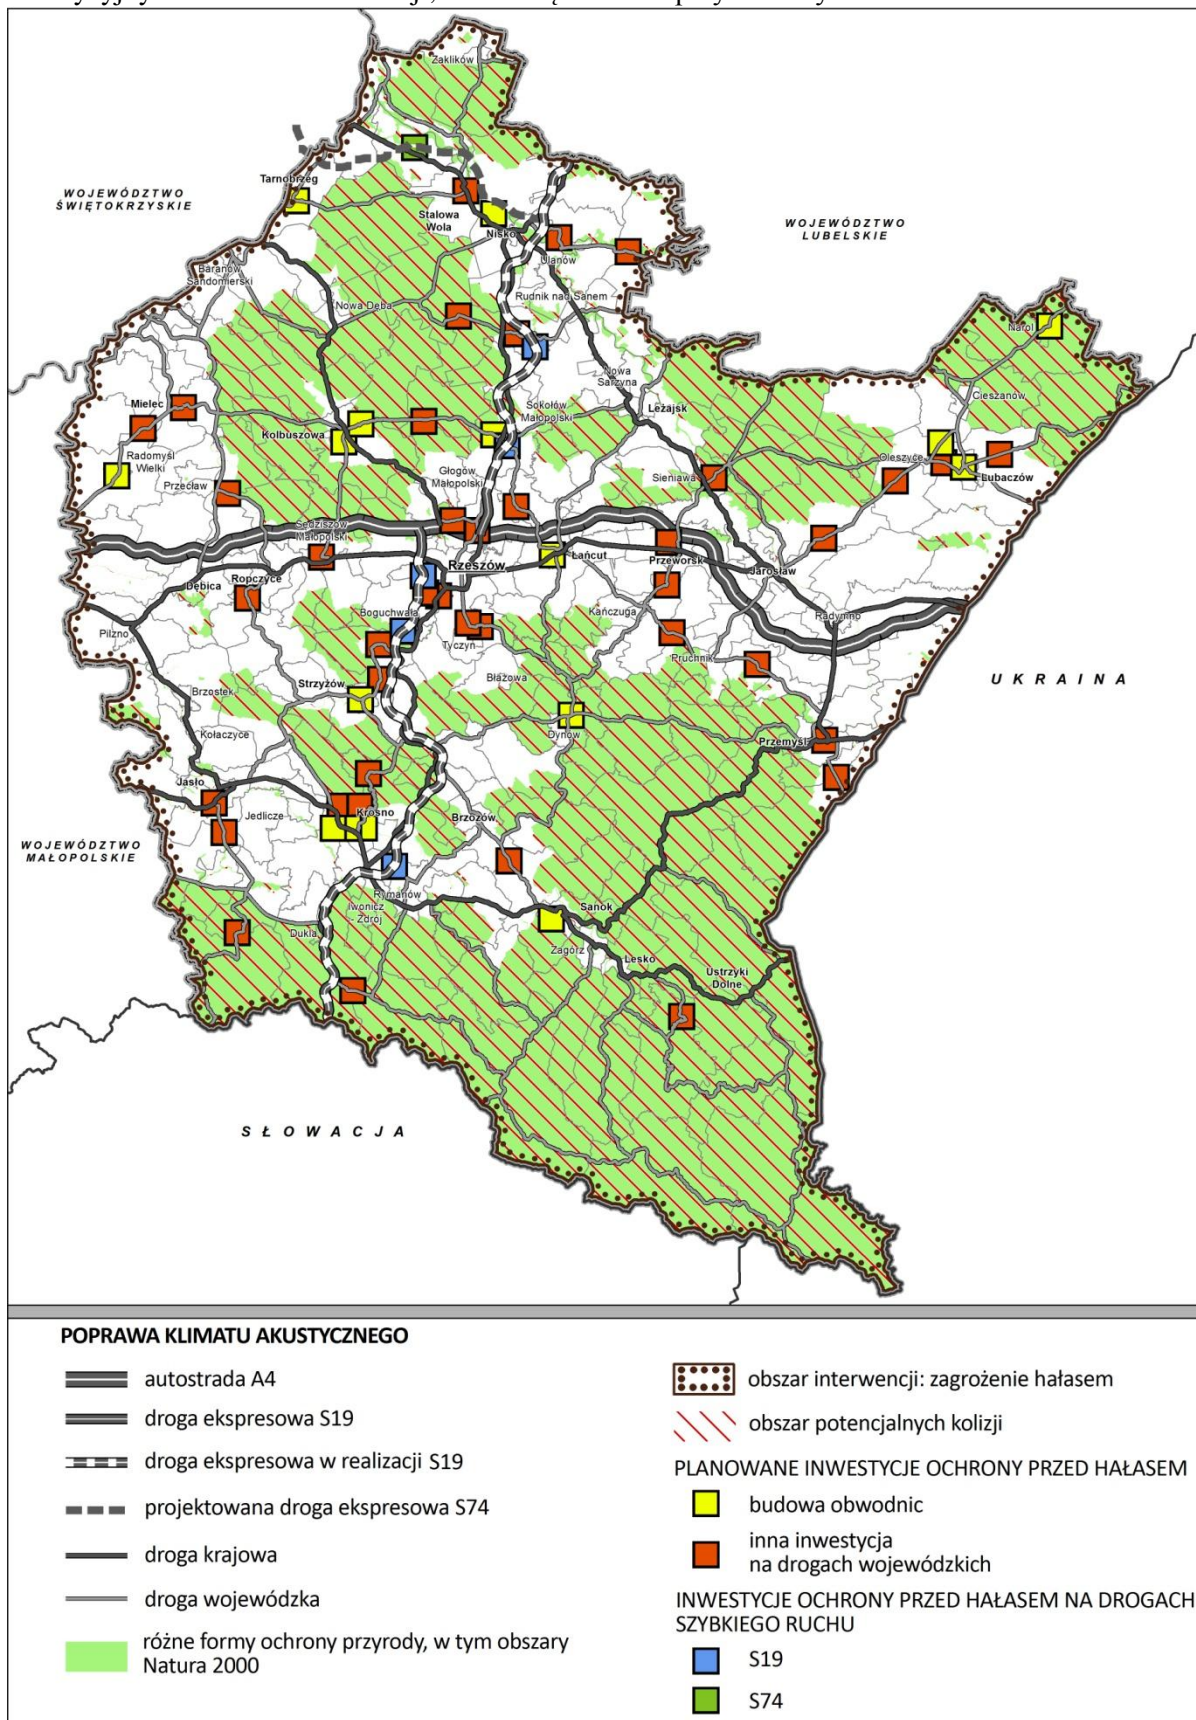 Zaklików
WOJEWÓDZTWO
ŚWIĘTOKRZYSKIE
Tarnobrzeg
Stalowa
Wola
Nisko
Ulanów
WOJEWÓDZTWO
LUBELSKIE
Baranów
Sandomierski
Nowa Dęba
Rudnik nad Sanem
Narol
Nowa
Sarzyna
Cieszanów
Mielec
Sokołów
Małopolski
Leżajsk
Kolbuszowa
Radomyśl
Wielki
Oleszyce
Przecław
Głogów
Małopolski
Sieniawa
Lubaczów
Sędziszów
Małopolski
Łańcut
Przeworsk
Rzeszów
Jarosław
Dębica
Ropczyce
Boguchwała
Kańczuga
Radymno
Pilzno
Tyczyn
Pruchnik
Strzyżów
Błażowa
UKRAINA
Brzostek
Kołaczyce
Dynów
Przemyśl
Jasło
Jedlicze
Krosno
Brzozów
WOJEWÓDZTWO
MAŁOPOLSKIE
Rymanów
Iwonicz
- Zdrój
Sanok
Dukla
Zagórz
Lesko
Ustrzyki
Dolne
SŁOWACJA
POPRAWA KLIMATU AKUSTYCZNEGO
autostrada A4
droga ekspresowa S19
droga ekspresowa w realizacji S19
projektowana droga ekspresowa S74
droga krajowa
droga wojewódzka
różne formy ochrony przyrody, w tym obszary
Natura 2000
obszar interwencji: zagrożenie hałasem
obszar potencjalnych kolizji
PLANOWANE INWESTYCJE OCHRONY PRZED HAŁASEM
budowa obwodnic
inna inwestycja
na drogach wojewódzkich
INWESTYCJE OCHRONY PRZED HAŁASEM NA DROGACH
SZYBKIEGO RUCHU
S19
S74